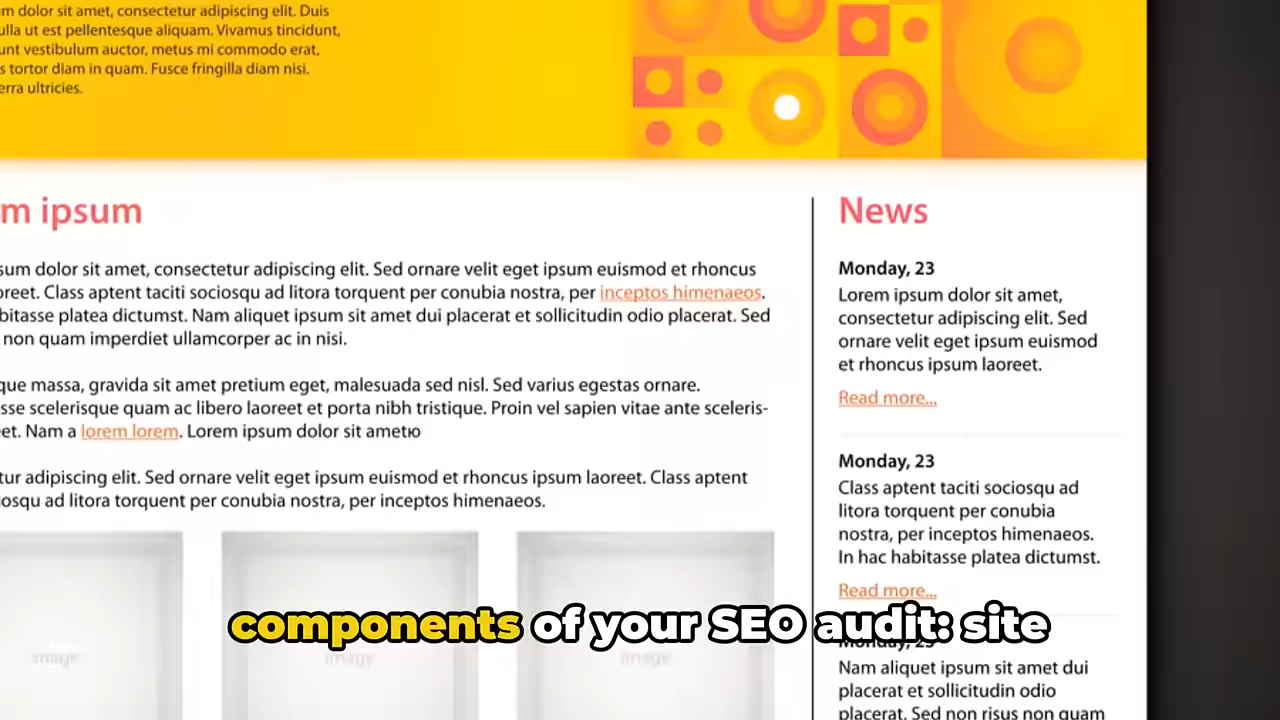 m dolor sit amet, consectetur adipiscing elit. Duis
ulla ut est pellentesque aliquam. Vivamus tincidunt,
unt vestibulum auctor, metus mi commodo erat,
s tortor diam in quam. Fusce fringilla diam nisi.
erra ultricies.
m ipsum
sum dolor sit amet, consectetur adipiscing elit. Sed ornare velit eget ipsum euismod et rhoncus
oreet. Class aptent taciti sociosqu ad litora torquent per conubia nostra, per inceptos himenaeos.
bitasse platea dictumst. Nam aliquet ipsum sit amet dui placerat et sollicitudin odio placerat. Sed
non quam imperdiet ullamcorper ac in nisi.
que massa, gravida sit amet pretium eget, malesuada sed nisl. Sed varius egestas ornare.
sse scelerisque quam ac libero laoreet et porta nibh tristique. Proin vel sapien vitae ante sceleris-
et. Nam a lorem lorem. Lorem ipsum dolor sit ametю
tur adipiscing elit. Sed ornare velit eget ipsum euismod et rhoncus ipsum laoreet. Class aptent
osqu ad litora torquent per conubia nostra, per inceptos himenaeos.
image
image
image
News
Monday, 23
Lorem ipsum dolor sit amet,
consectetur adipiscing elit. Sed
ornare velit eget ipsum euismod
et rhoncus ipsum laoreet.
Read more...
Monday, 23
Class aptent taciti sociosqu ad
litora torquent per conubia
nostra, per inceptos himenaeos.
In hac habitasse platea dictumst.
Read more...
Monday, 23
Nam aliquet ipsum sit amet dui
placerat et sollicitudin odio
placerat. Sed non risus non quam
components of your SEO audit: site